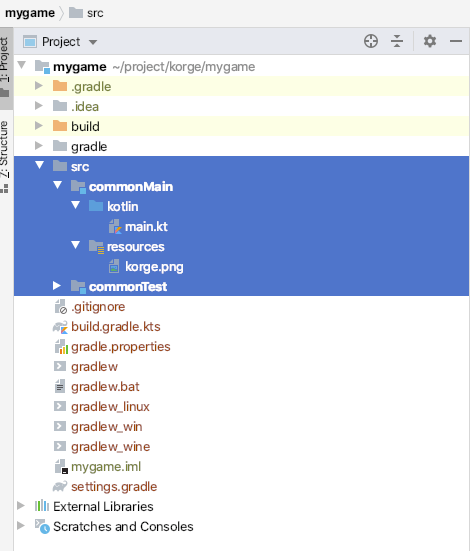 mygame src
1: Project
Project
mygame ~/project/korge/mygame
.gradle
.idea
build
gradle
src
commonMain
kotlin
main.kt
resources
korge.png
commonTest
.gitignore
build.gradle.kts
gradle.properties
gradlew
gradlew.bat
gradlew_linux
gradlew_win
gradlew_wine
mygame.iml
settings.gradle
External Libraries
Scratches and Consoles
7: Structure